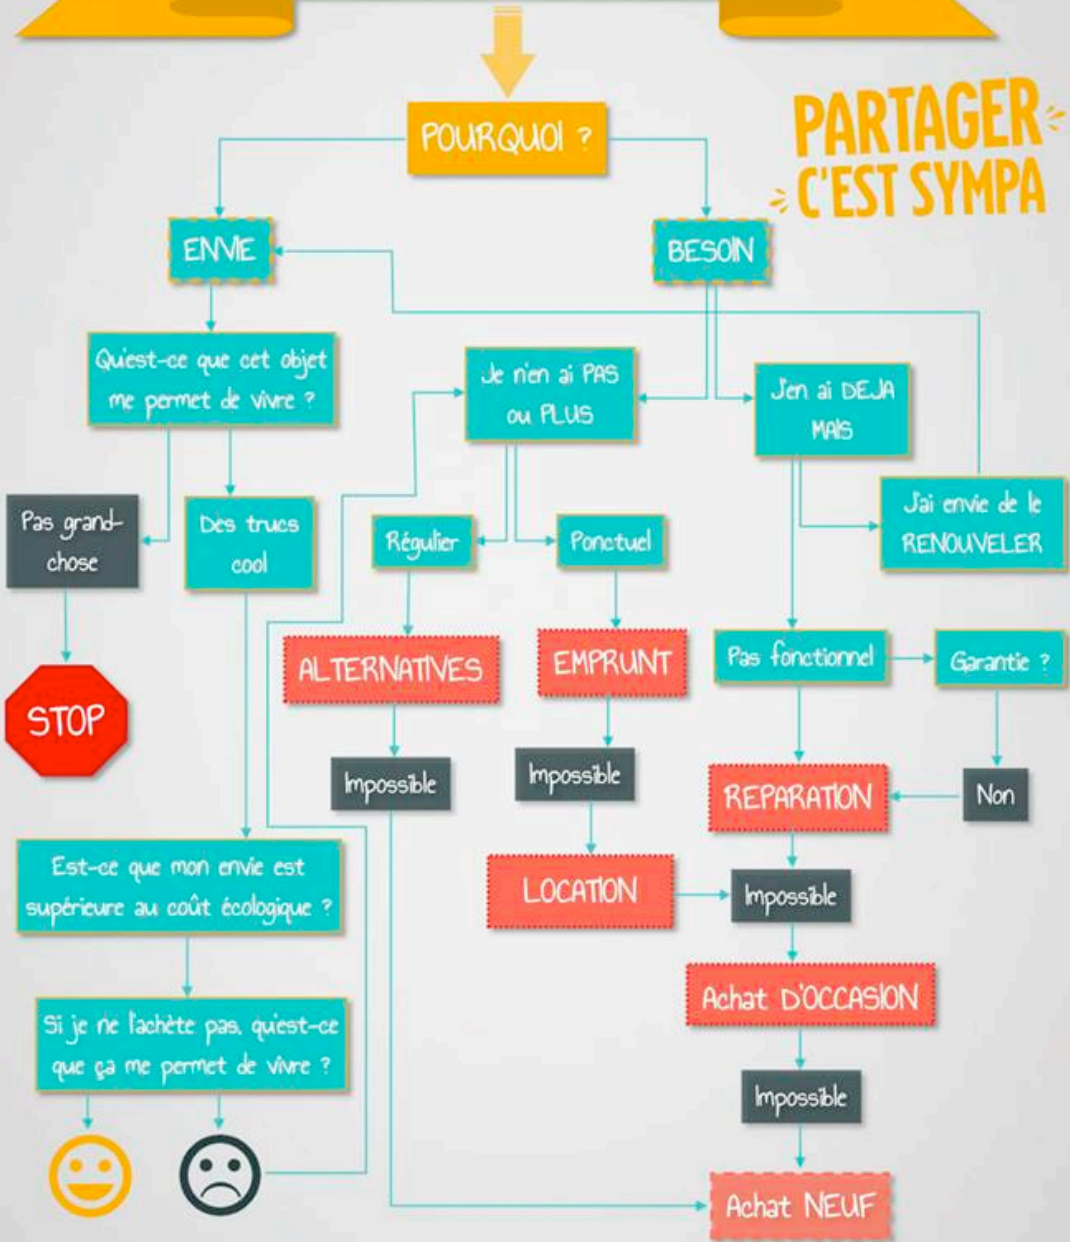 POURQUOI ?
PARTAGER
C'EST SYMPA
ENVIE
BESOIN
Qu'est-ce que cet objet
me permet de vivre ?
Je n'en ai PAS
ou PLUS
J'en ai DEJA
MAIS
Pas grand-
chose
Des trucs
cool
Régulier
Ponctuel
J'ai envie de le
RENOUVELER
ALTERNATIVES
EMPRUNT
Pas fonctionnel
Garantie ?
STOP
Impossible
Impossible
REPARATION
Non
Est-ce que mon envie est
supérieure au coût écologique ?
LOCATION
Impossible
Achat D'OCCASION
Si je ne l'achète pas, qu'est-ce
que ça me permet de vivre ?
Impossible
Achat NEUF